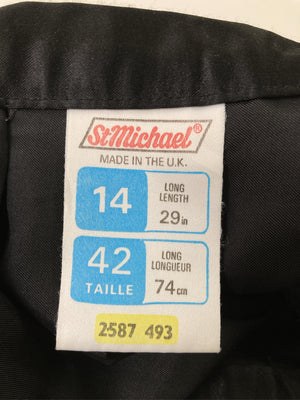 StMichael®
MADE IN THE U.K.
14
LONG
LENGTH
29in
42
TAILLE
LONG
LONGUEUR
74cm
2587 493